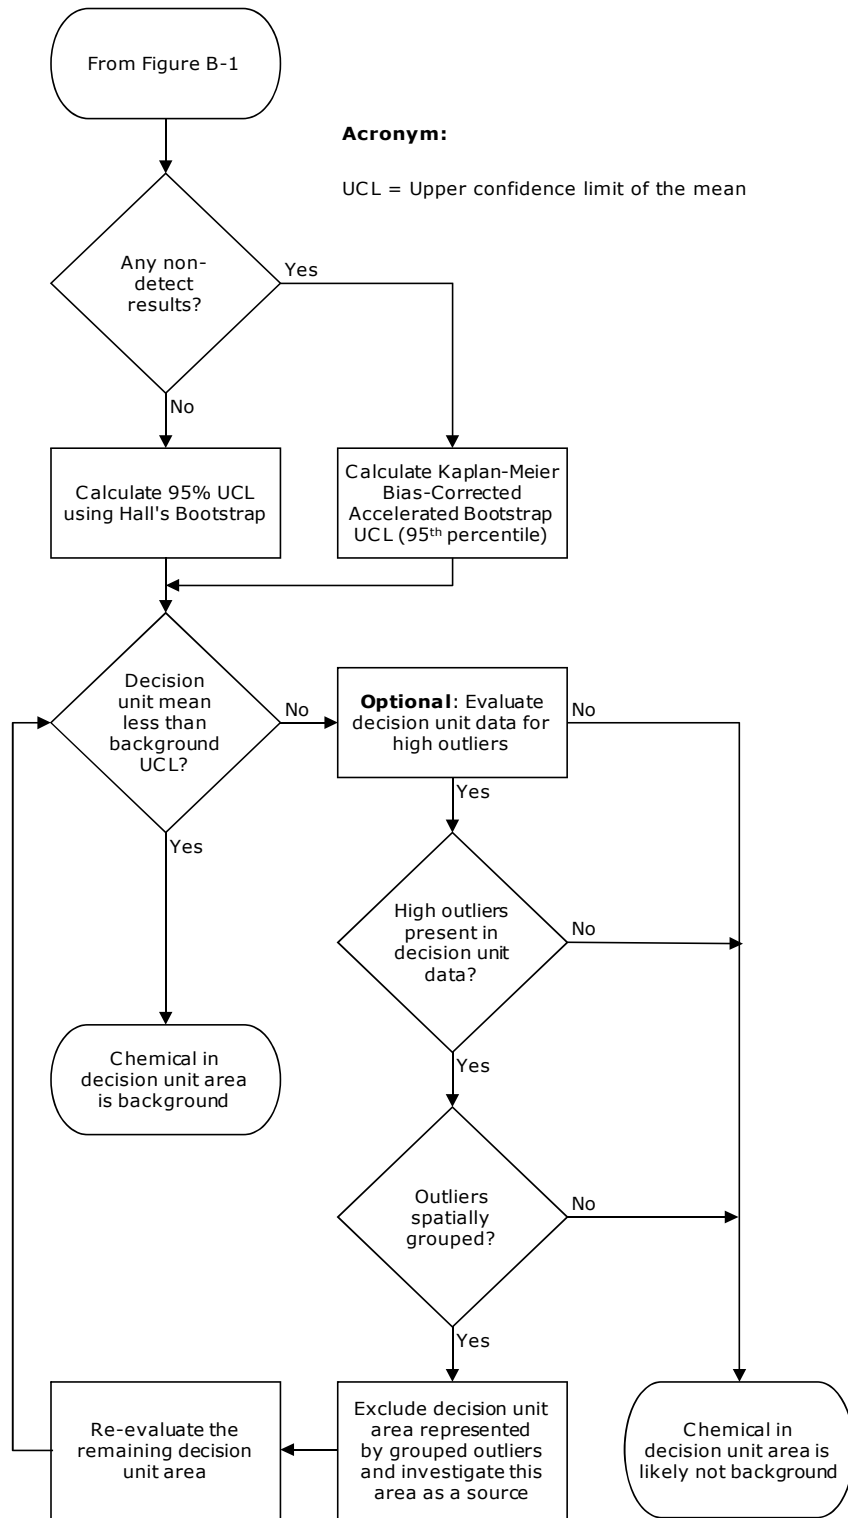 From Figure B-1
Acronym:
UCL = Upper confidence limit of the mean
Any non-
detect
results?
Yes
No
Calculate 95% UCL
using Hall's Bootstrap
Calculate Kaplan-Meier
Bias-Corrected
Accelerated Bootstrap
UCL (95th percentile)
Decision
unit mean
less than
background
UCL?
No
Optional: Evaluate
decision unit data for
high outliers
No
Yes
Yes
High outliers
present in
decision unit
data?
No
Yes
Chemical in
decision unit area
is background
Outliers
spatially
grouped?
No
Yes
Re-evaluate the
remaining decision
unit area
Exclude decision unit
area represented
by grouped outliers
and investigate this
area as a source
Chemical in
decision unit area is
likely not background